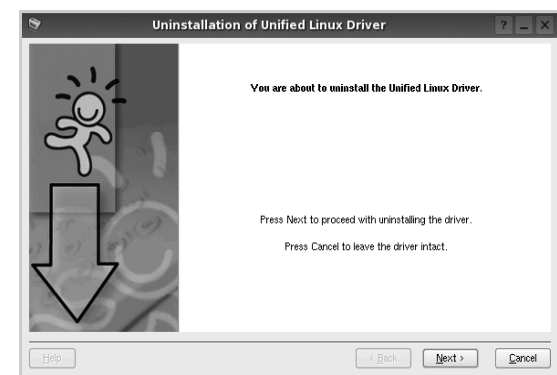 Uninstallation of Unified Linux Driver
You are about to uninstall the Unified Linux Driver.
Press Next to proceed with uninstalling the driver.
Press Cancel to leave the driver intact.
Help
< Back
Next >
Cancel